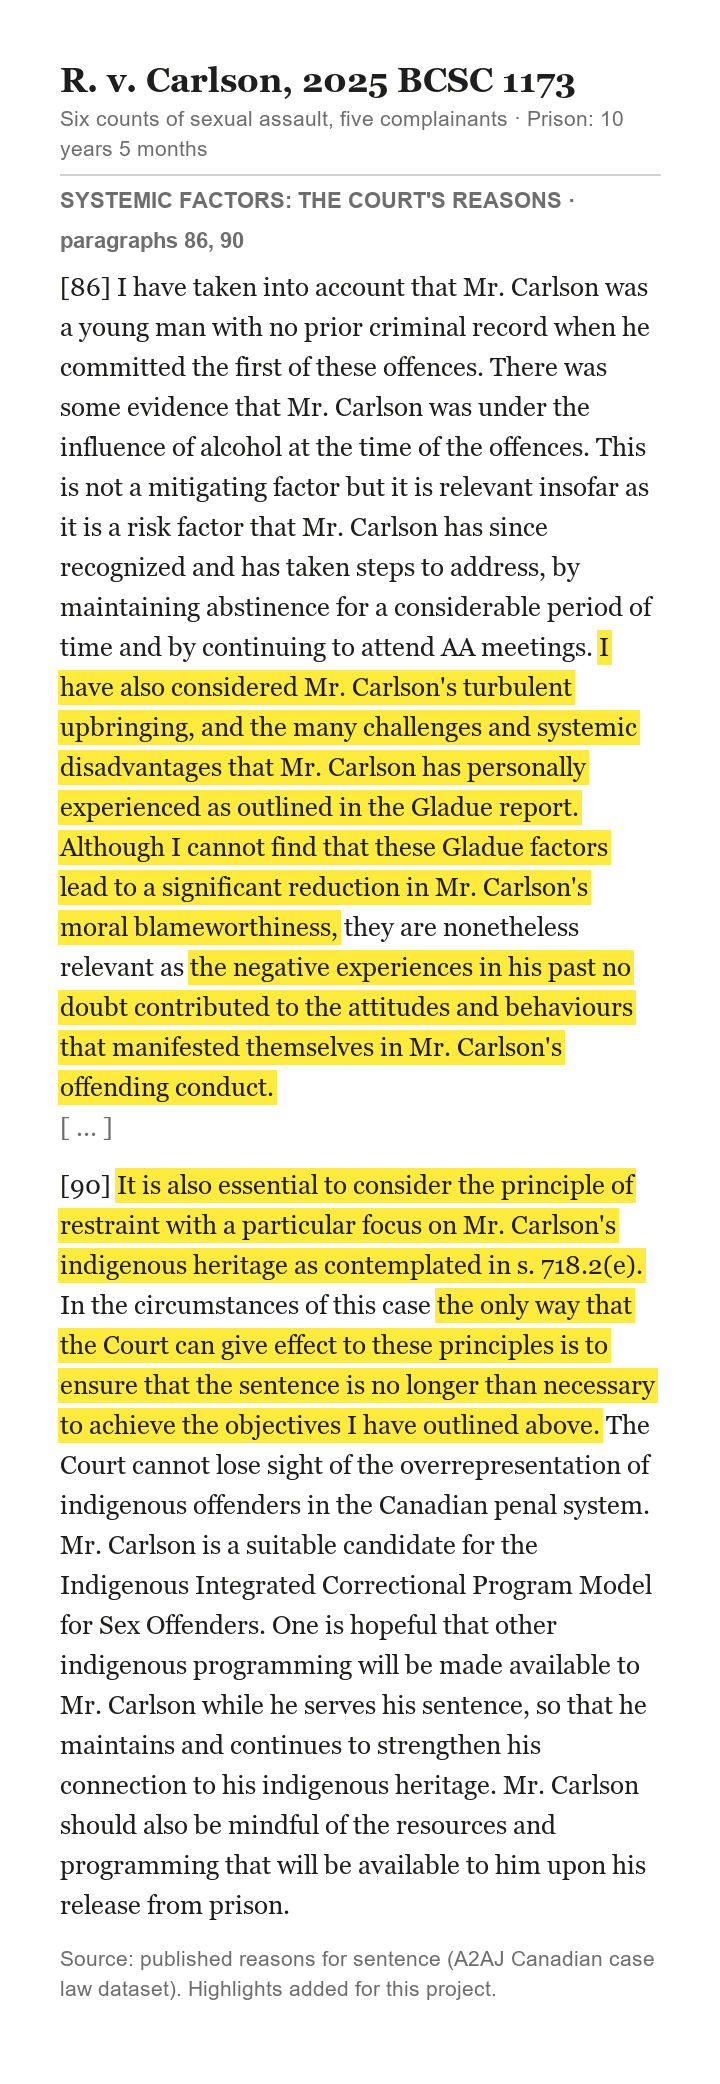 R. v. Carlson, 2025 BCSC 1173
Six counts of sexual assault, five complainants · Prison: 10
years 5 months
SYSTEMIC FACTORS: THE COURT'S REASONS ·
paragraphs 86, 90
[86] I have taken into account that Mr. Carlson was
a young man with no prior criminal record when he
committed the first of these offences. There was
some evidence that Mr. Carlson was under the
influence of alcohol at the time of the offences. This
is not a mitigating factor but it is relevant insofar as
it is a risk factor that Mr. Carlson has since
recognized and has taken steps to address, by
maintaining abstinence for a considerable period of
time and by continuing to attend AA meetings. I
have also considered Mr. Carlson's turbulent
upbringing, and the many challenges and systemic
disadvantages that Mr. Carlson has personally
experienced as outlined in the Gladue report.
Although I cannot find that these Gladue factors
lead to a significant reduction in Mr. Carlson's
moral blameworthiness, they are nonetheless
relevant as the negative experiences in his past no
doubt contributed to the attitudes and behaviours
that manifested themselves in Mr. Carlson's
offending conduct.
[ ... ]
[90] It is also essential to consider the principle of
restraint with a particular focus on Mr. Carlson's
indigenous heritage as contemplated in s. 718.2(e).
In the circumstances of this case the only way that
the Court can give effect to these principles is to
ensure that the sentence is no longer than necessary
to achieve the objectives I have outlined above. The
Court cannot lose sight of the overrepresentation of
indigenous offenders in the Canadian penal system.
Mr. Carlson is a suitable candidate for the
Indigenous Integrated Correctional Program Model
for Sex Offenders. One is hopeful that other
indigenous programming will be made available to
Mr. Carlson while he serves his sentence, so that he
maintains and continues to strengthen his
connection to his indigenous heritage. Mr. Carlson
should also be mindful of the resources and
programming that will be available to him upon his
release from prison.
Source: published reasons for sentence (A2AJ Canadian case
law dataset). Highlights added for this project.